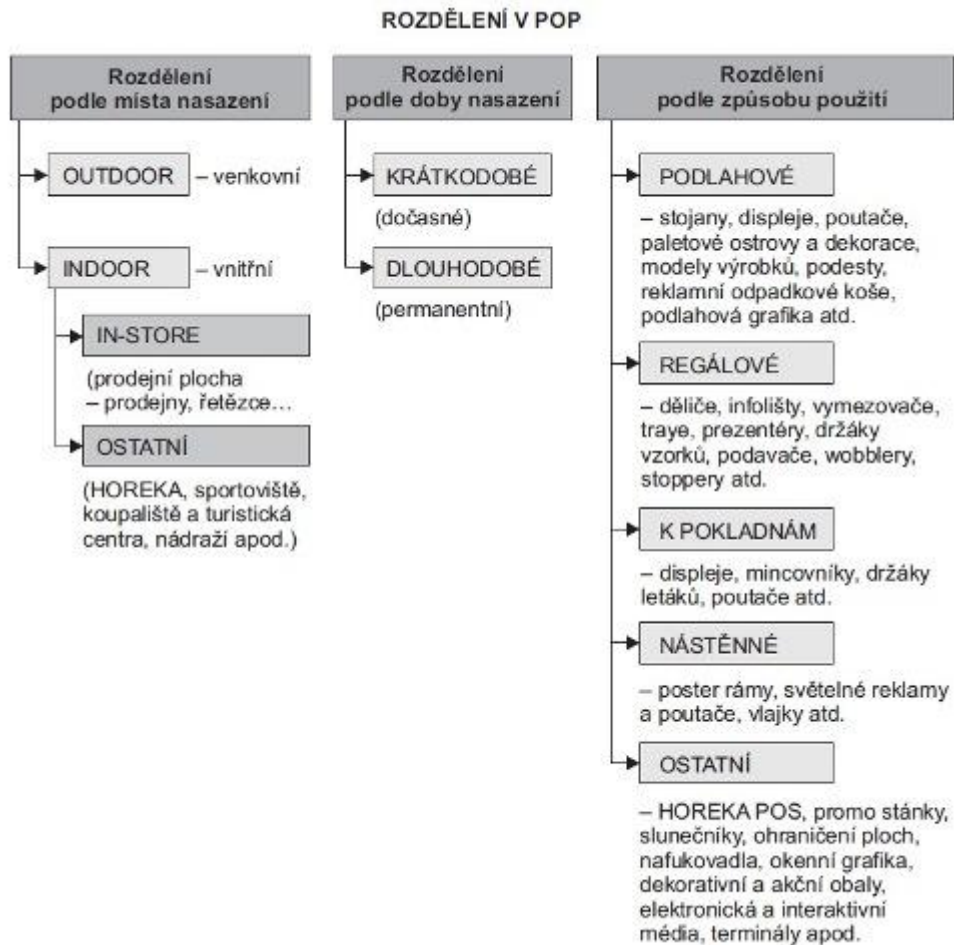 ROZDĚLENÍ V POP
Rozdělení
podle místa nasazení
OUTDOOR – venkovní
INDOOR – vnitřní
IN-STORE
(prodejní plocha
– prodejny, řetězce...
OSTATNÍ
(HOREKA, sportoviště,
koupaliště a turistická
centra, nádraží apod.)
Rozdělení
podle doby nasazení
KRÁTKODOBÉ
(dočasné)
DLOUHODOBÉ
(permanentní)
Rozdělení
podle způsobu použití
PODLAHOVÉ
– stojany, displeje, poutače,
paletové ostrovy a dekorace,
modely výrobků, podesty,
reklamní odpadkové koše,
podlahová grafika atd.
REGÁLOVÉ
– děliče, infolišty, vymezovače,
traye, prezentéry, držáky
vzorků, podavače, wobblery,
stoppery atd.
K POKLADNÁM
– displeje, mincovníky, držáky
letáků, poutače atd.
NÁSTĚNNÉ
– poster rámy, světelné reklamy
a poutače, vlajky atd.
OSTATNÍ
– HOREKA POS, promo stánky,
slunečníky, ohraničení ploch,
nafukovadla, okenní grafika,
dekorativní a akční obaly,
elektronická a interaktivní
média, terminály apod.